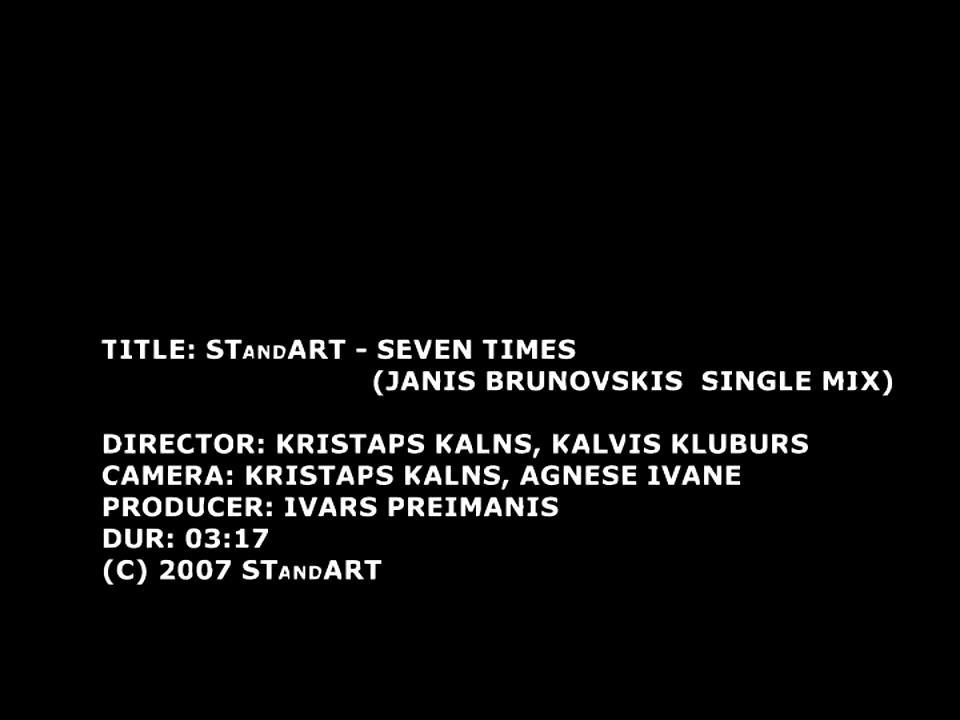 TITLE: STANDART - SEVEN TIMES
(JANIS BRUNOVSKIS SINGLE MIX)
DIRECTOR: KRISTAPS KALNS, KALVIS KLUBURS
CAMERA: KRISTAPS KALNS, AGNESE IVANE
PRODUCER: IVARS PREIMANIS
DUR: 03:17
(C) 2007 STANDART